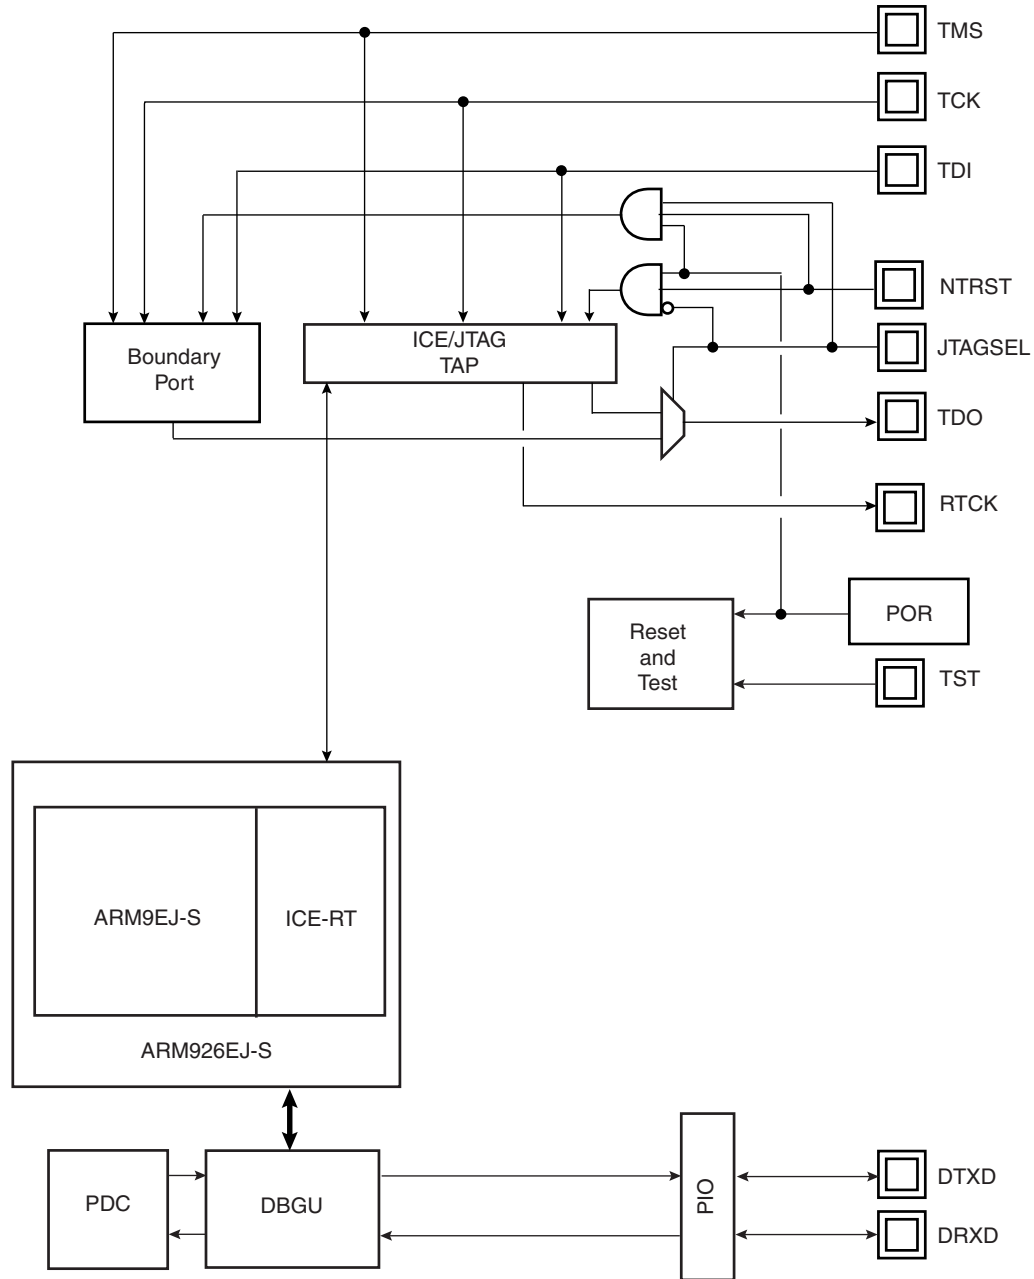 TMS
TCK
TDI
NTRST
JTAGSEL
TDO
RTCK
Boundary
Port
ICE/JTAG
TAP
POR
Reset
and
Test
TST
ARM9EJ-S
ICE-RT
ARM926EJ-S
PDC
DBGU
PIO
DTXD
DRXD